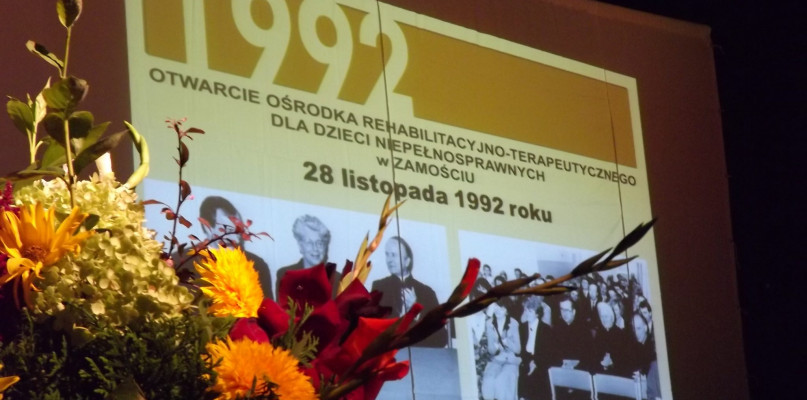 1992
OTWARCIE OŚRODKA REHABILITACYJNO-TERAPEUTYCZNEGO
DLA DZIECI NIEPEŁNOSPRAWNYCH
w ZAMOŚCIU
28 listopada 1992 roku